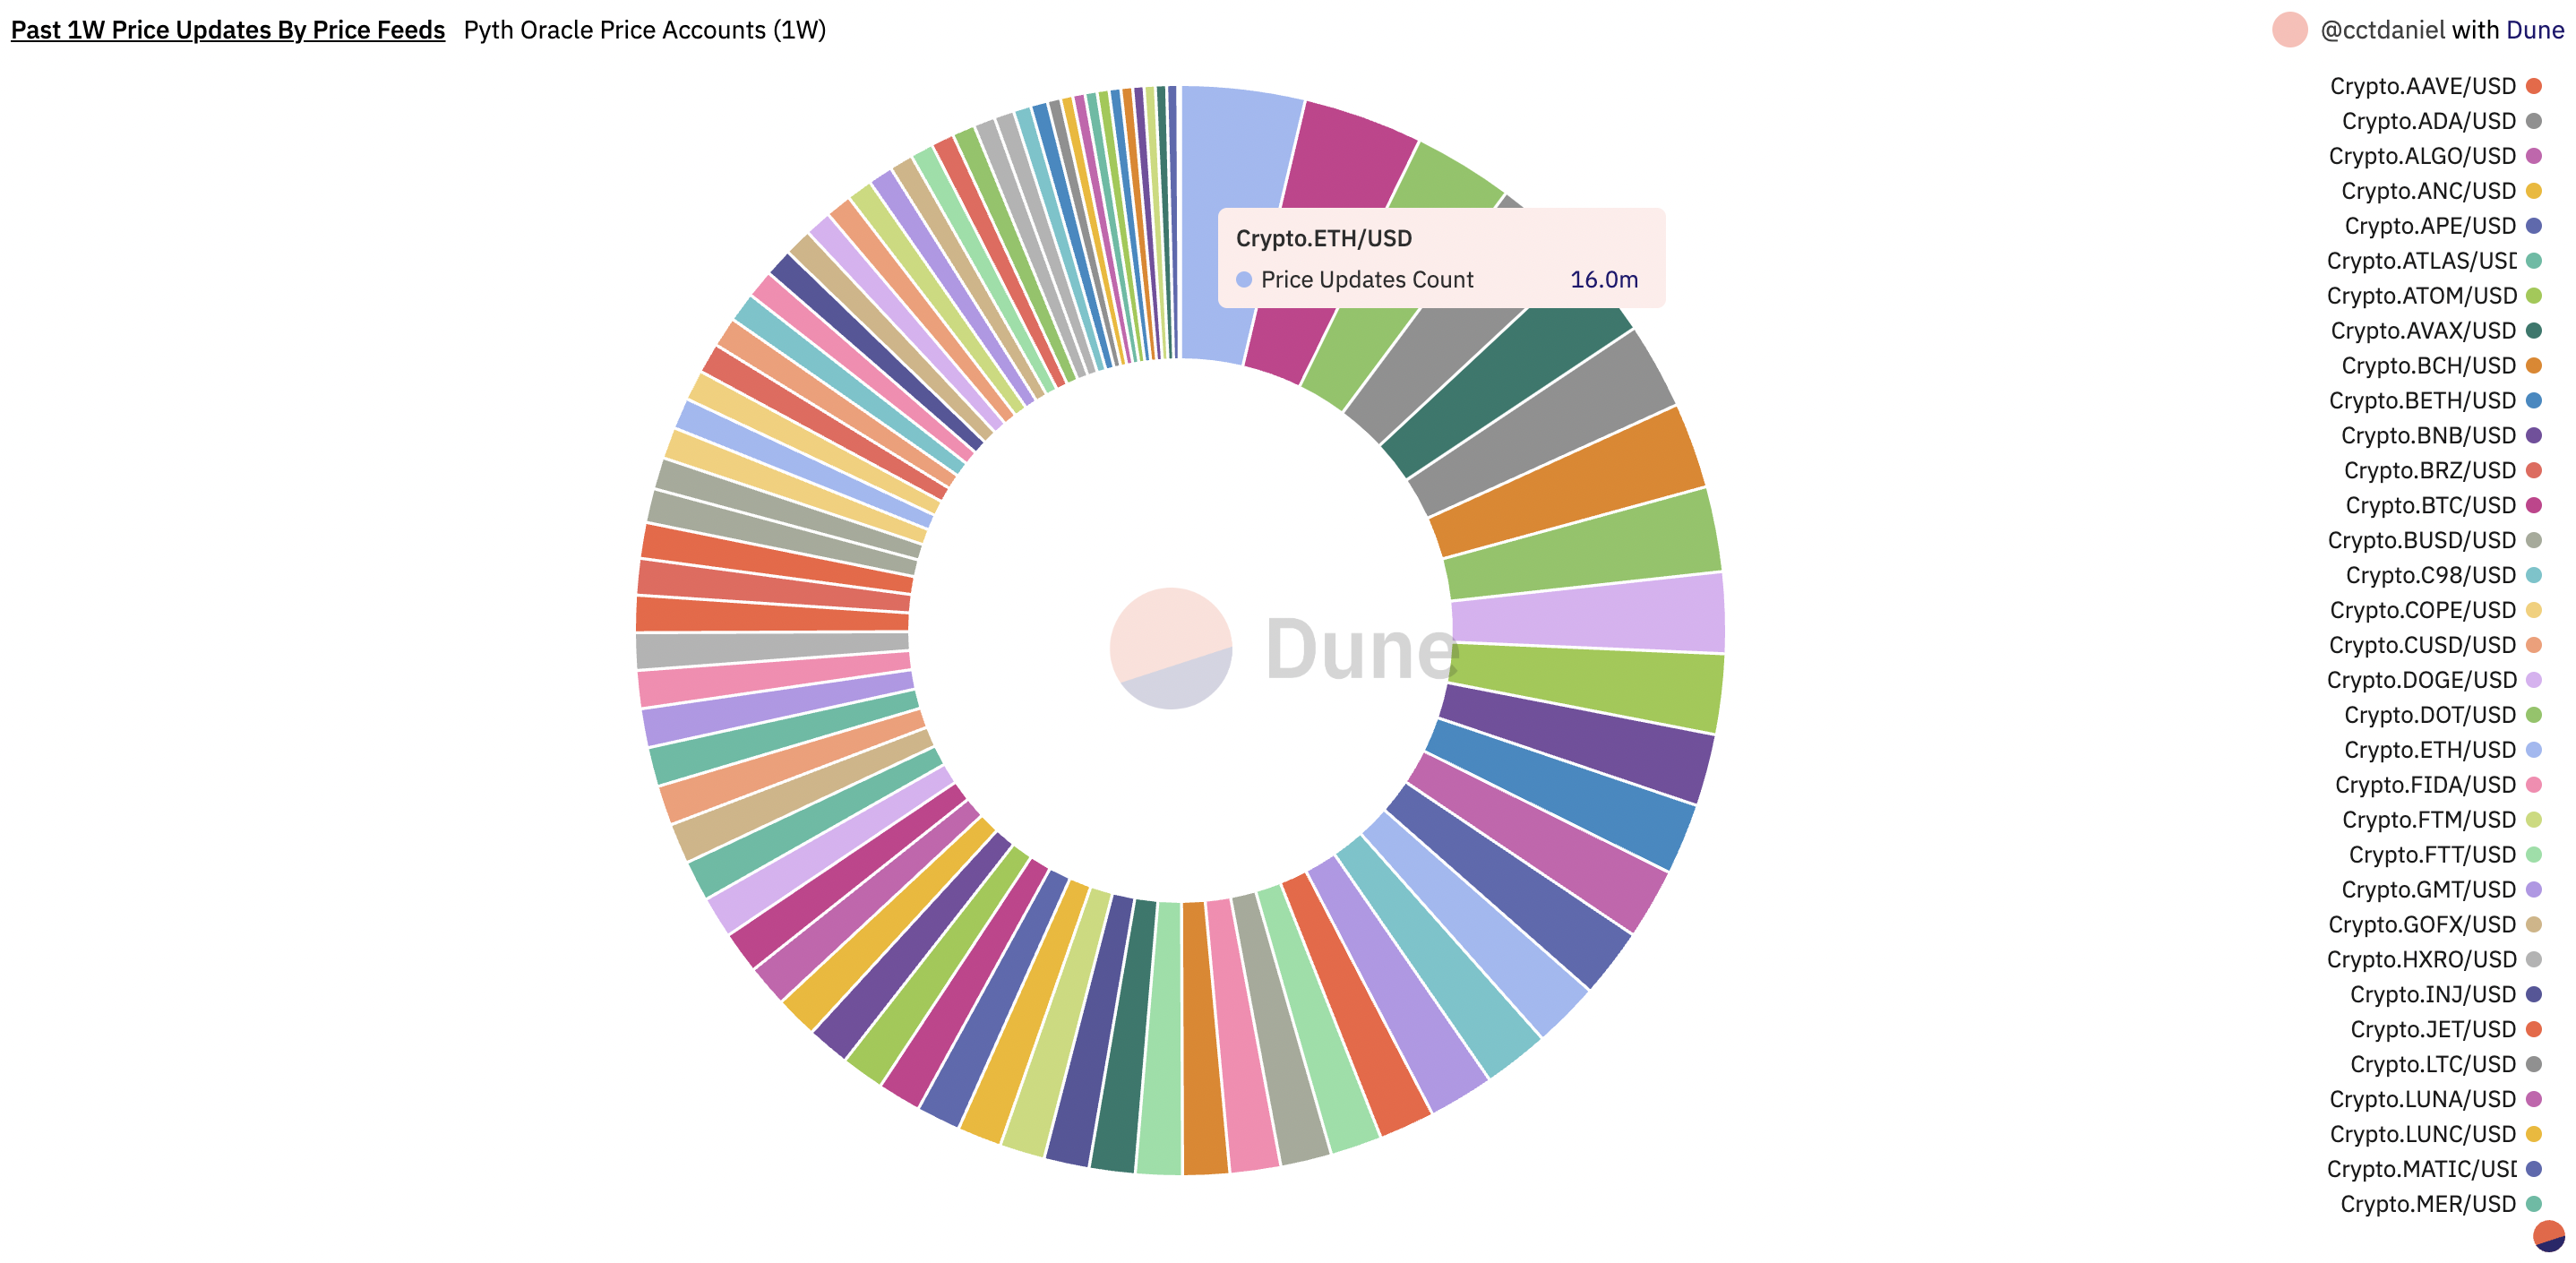 Past 1W Price Updates By Price Feeds Pyth Oracle Price Accounts (1W)
@cctdaniel with Dune
Crypto.ETH/USD
Price Updates Count 16.0m
Dune
Crypto.AAVE/USD
Crypto.ADA/USD
Crypto.ALGO/USD
Crypto.ANC/USD
Crypto.APE/USD
Crypto.ATLAS/USD
Crypto.ATOM/USD
Crypto.AVAX/USD
Crypto.BCH/USD
Crypto.BETH/USD
Crypto.BNB/USD
Crypto.BRZ/USD
Crypto.BTC/USD
Crypto.BUSD/USD
Crypto.C98/USD
Crypto.COPE/USD
Crypto.CUSD/USD
Crypto.DOGE/USD
Crypto.DOT/USD
Crypto.ETH/USD
Crypto.FIDA/USD
Crypto.FTM/USD
Crypto.FTT/USD
Crypto.GMT/USD
Crypto.GOFX/USD
Crypto.HXRO/USD
Crypto.INJ/USD
Crypto.JET/USD
Crypto.LTC/USD
Crypto.LUNA/USD
Crypto.LUNC/USD
Crypto.MATIC/USD
Crypto.MER/USD